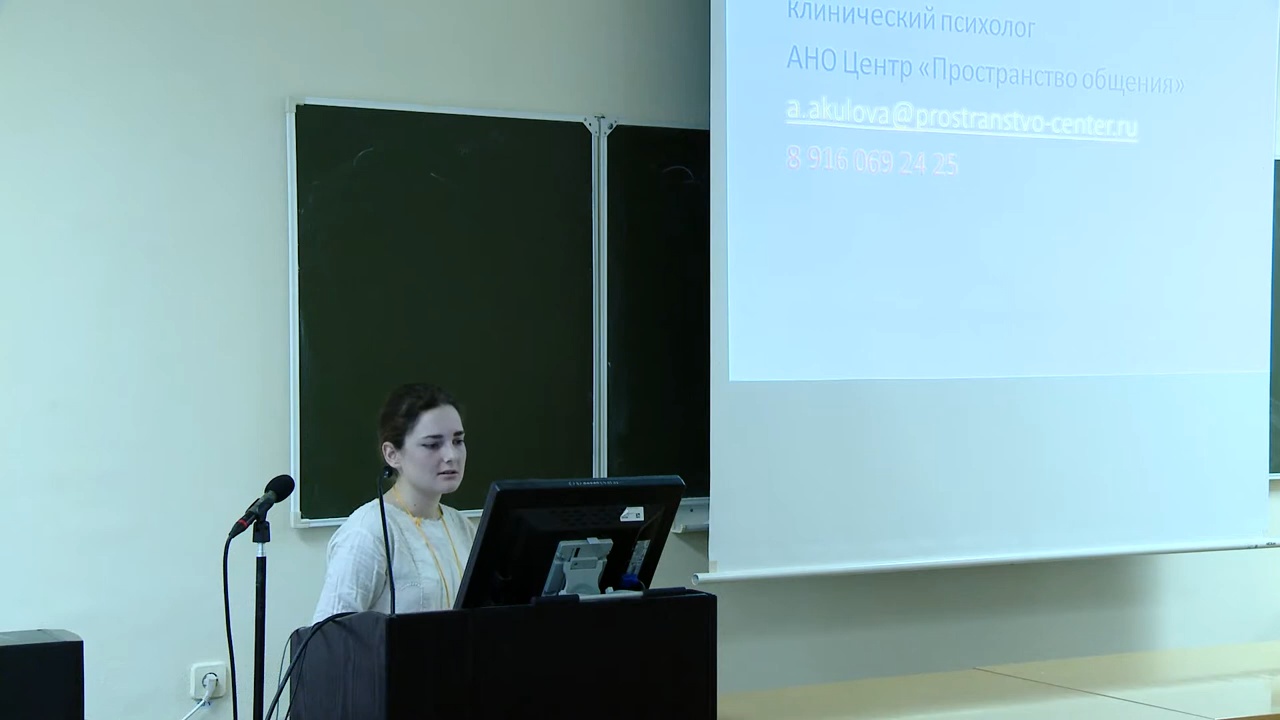 клинический психолог
АНО Центр «Пространство общения»
a.akulova@prostranstvo-center.ru
8 916 069 24 25